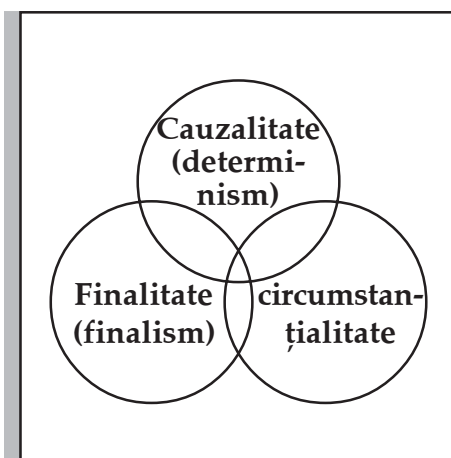 Cauzalitate
(determi-
nism)
Finalitate
(finalism)
circumstan-
țialitate